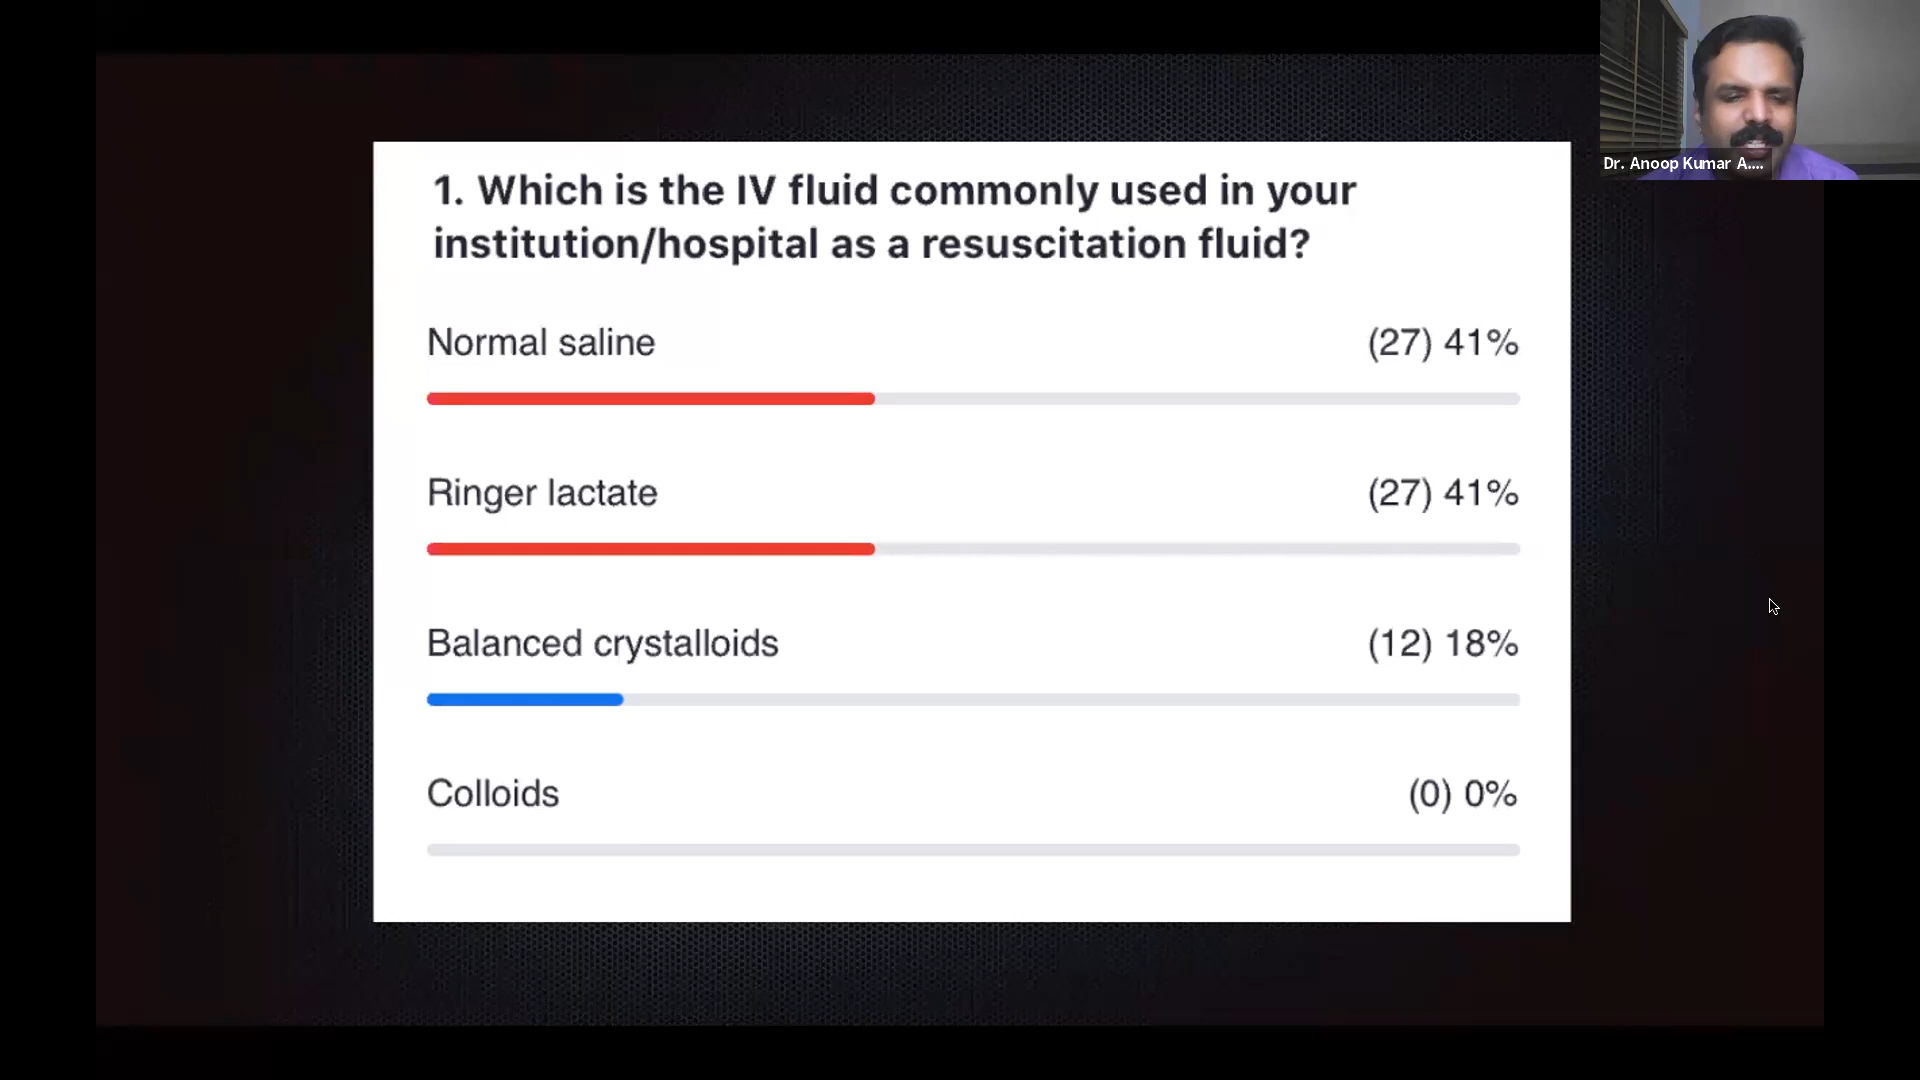 1. Which is the IV fluid commonly used in your
institution/hospital as a resuscitation fluid?
Normal saline (27) 41%
Ringer lactate (27) 41%
Balanced crystalloids (12) 18%
Colloids (0) 0%
Dr. Anoop Kumar A....